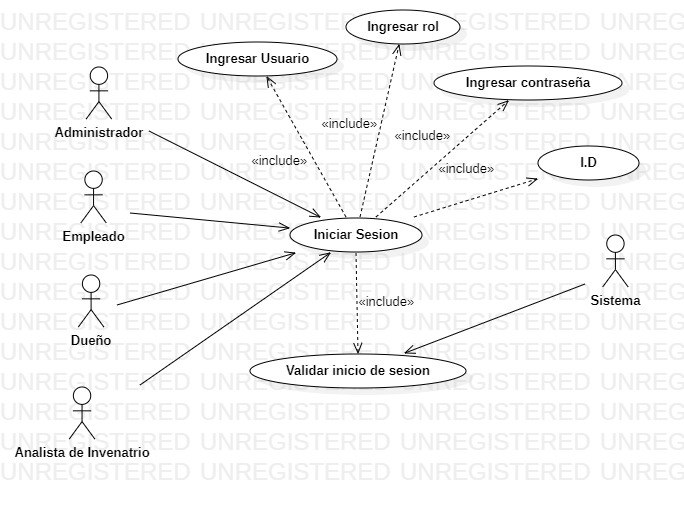 UNREGISTERED UNREGISTERED UNREGISTERED UNREG
Ingresar rol
Ingresar Usuario
Ingresar contraseña
Administrador
«include»
«include»
«include»
«include»
I.D
Empleado
Iniciar Sesion
Sistema
«include»
Dueño
Validar inicio de sesion
Analista de Invenatrio